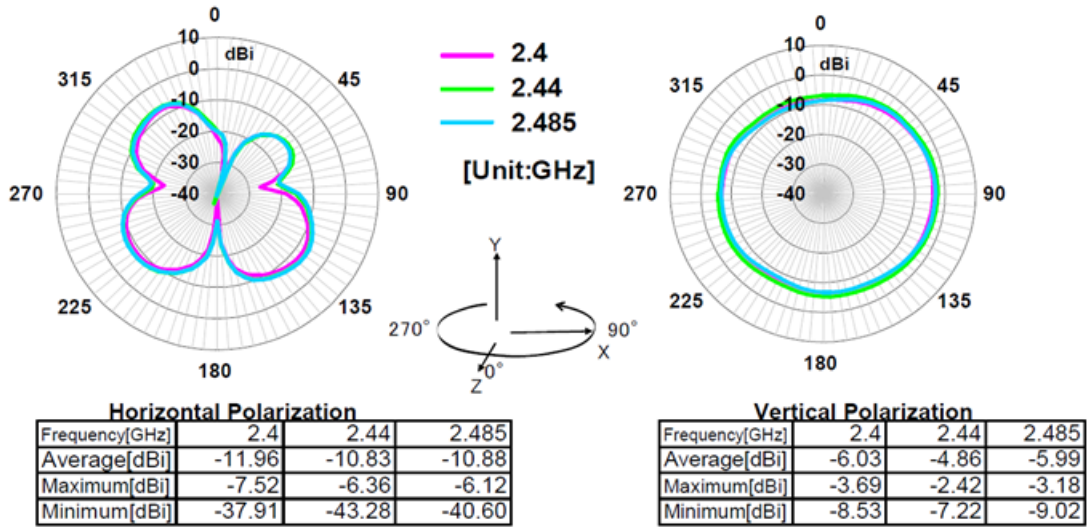 0
10
dBi
0
-10
-20
-30
-40
315
45
270
90
225
135
180
2.4
2.44
2.485
[Unit:GHz]
0
10
dBi
0
-10
-20
-30
-40
315
45
270
90
225
135
180
Y
270°
90°
X
Z
0°
Horizontal Polarization
Frequency[GHz] 2.4 2.44 2.485
Average[dBi] -11.96 -10.83 -10.88
Maximum[dBi] -7.52 -6.36 -6.12
Minimum[dBi] -37.91 -43.28 -40.60
Vertical Polarization
Frequency[GHz] 2.4 2.44 2.485
Average[dBi] -6.03 -4.86 -5.99
Maximum[dBi] -3.69 -2.42 -3.18
Minimum[dBi] -8.53 -7.22 -9.02